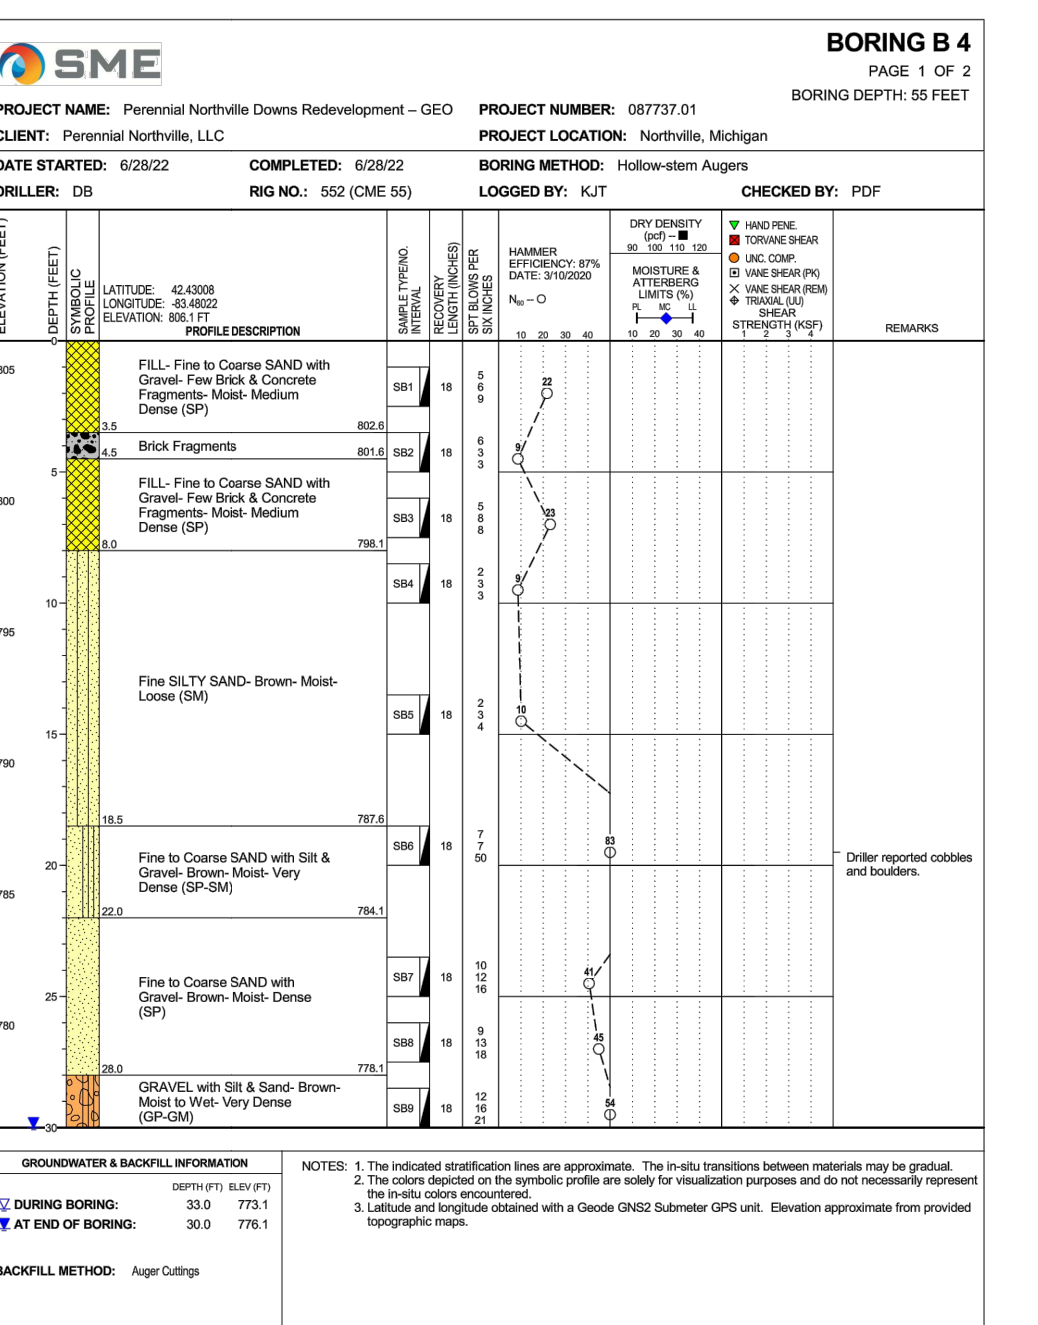 SME
BORING B 4
PAGE 1 OF 2
BORING DEPTH: 55 FEET
PROJECT NAME: Perennial Northville Downs Redevelopment – GEO PROJECT NUMBER: 087737.01
CLIENT: Perennial Northville, LLC PROJECT LOCATION: Northville, Michigan
DATE STARTED: 6/28/22 COMPLETED: 6/28/22 BORING METHOD: Hollow-stem Augers
DRILLER: DB RIG NO.: 552 (CME 55) LOGGED BY: KJT CHECKED BY: PDF
ELEVATION (FEET)
DEPTH (FEET)
SYMBOLIC PROFILE
LATITUDE: 42.43008
LONGITUDE: -83.48022
ELEVATION: 806.1 FT
PROFILE DESCRIPTION
SAMPLE TYPE/NO. INTERVAL
RECOVERY LENGTH (INCHES)
SPT BLOWS PER SIX INCHES
HAMMER
EFFICIENCY: 87%
DATE: 3/10/2020
N60 -- O
10 20 30 40
DRY DENSITY
(pcf) -- ■
90 100 110 120
MOISTURE &
ATTERBERG
LIMITS (%)
PL MC LL
10 20 30 40
HAND PENE.
TORVANE SHEAR
UNC. COMP.
VANE SHEAR (PK)
VANE SHEAR (REM)
TRIAXIAL (UU)
SHEAR
STRENGTH (KSF)
1 2 3 4
REMARKS
0
805
FILL- Fine to Coarse SAND with
Gravel- Few Brick & Concrete
Fragments- Moist- Medium
Dense (SP)
3.5 802.6
SB1 18
5
6
9
22
Brick Fragments
4.5 801.6
SB2 18
6
3
3
9
5
800
FILL- Fine to Coarse SAND with
Gravel- Few Brick & Concrete
Fragments- Moist- Medium
Dense (SP)
8.0 798.1
SB3 18
5
8
8
23
SB4 18
2
3
3
9
10
795
Fine SILTY SAND- Brown- Moist-
Loose (SM)
SB5 18
2
3
4
10
15
790
18.5 787.6
SB6 18
7
7
50
83
20
Fine to Coarse SAND with Silt &
Gravel- Brown- Moist- Very
Dense (SP-SM)
Driller reported cobbles
and boulders.
785
22.0 784.1
Fine to Coarse SAND with
Gravel- Brown- Moist- Dense
(SP)
SB7 18
10
12
16
41
25
780
SB8 18
9
13
18
45
28.0 778.1
GRAVEL with Silt & Sand- Brown-
Moist to Wet- Very Dense
(GP-GM)
SB9 18
12
16
21
54
30
GROUNDWATER & BACKFILL INFORMATION
DEPTH (FT) ELEV (FT)
DURING BORING: 33.0 773.1
AT END OF BORING: 30.0 776.1
BACKFILL METHOD: Auger Cuttings
NOTES: 1. The indicated stratification lines are approximate. The in-situ transitions between materials may be gradual.
2. The colors depicted on the symbolic profile are solely for visualization purposes and do not necessarily represent
the in-situ colors encountered.
3. Latitude and longitude obtained with a Geode GNS2 Submeter GPS unit. Elevation approximate from provided
topographic maps.